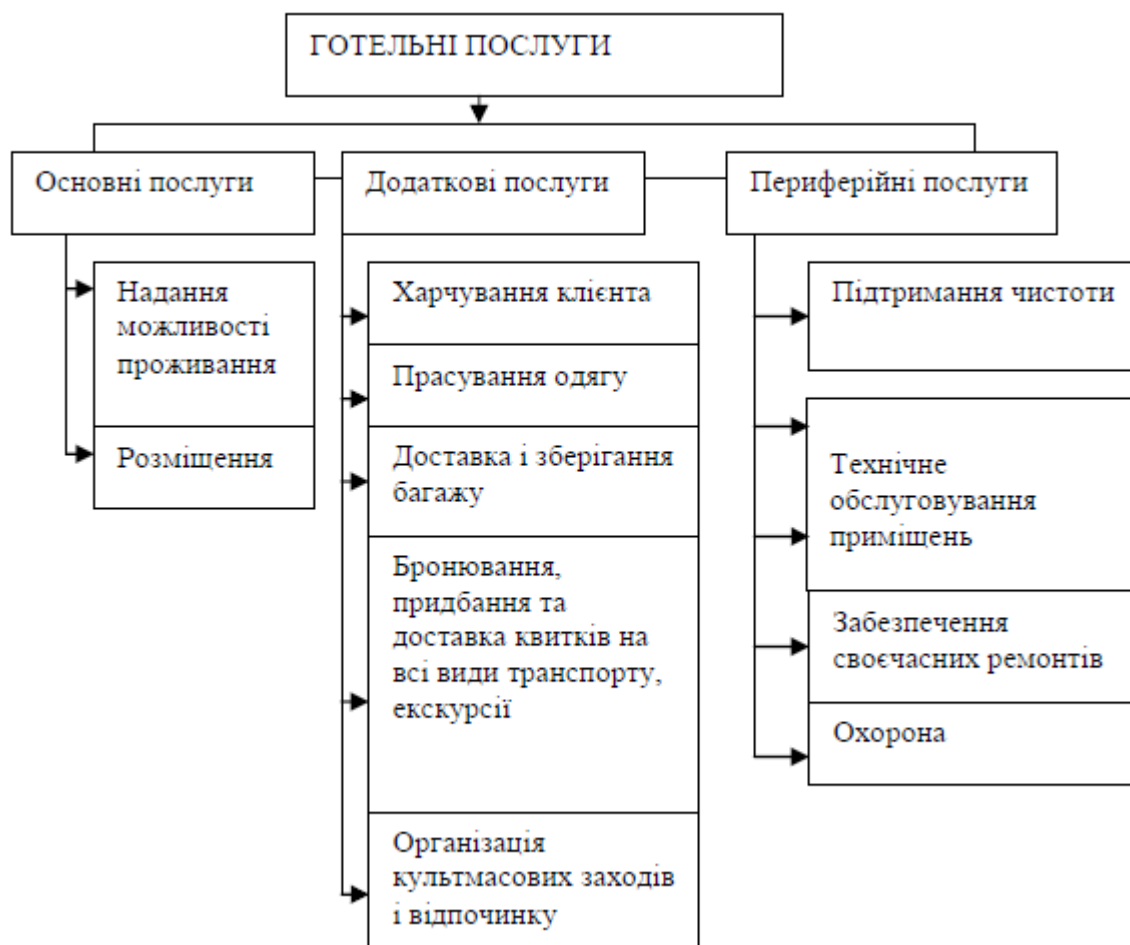 ГОТЕЛЬНІ ПОСЛУГИ
Основні послуги
Додаткові послуги
Периферійні послуги
Надання
можливості
проживання
Розміщення
Харчування клієнта
Прасування одягу
Доставка і зберігання
багажу
Бронювання,
придбання та
доставка квитків на
всі види транспорту,
екскурсії
Організація
культмасових заходів
і відпочинку
Підтримання чистоти
Технічне
обслуговування
приміщень
Забезпечення
своєчасних ремонтів
Охорона